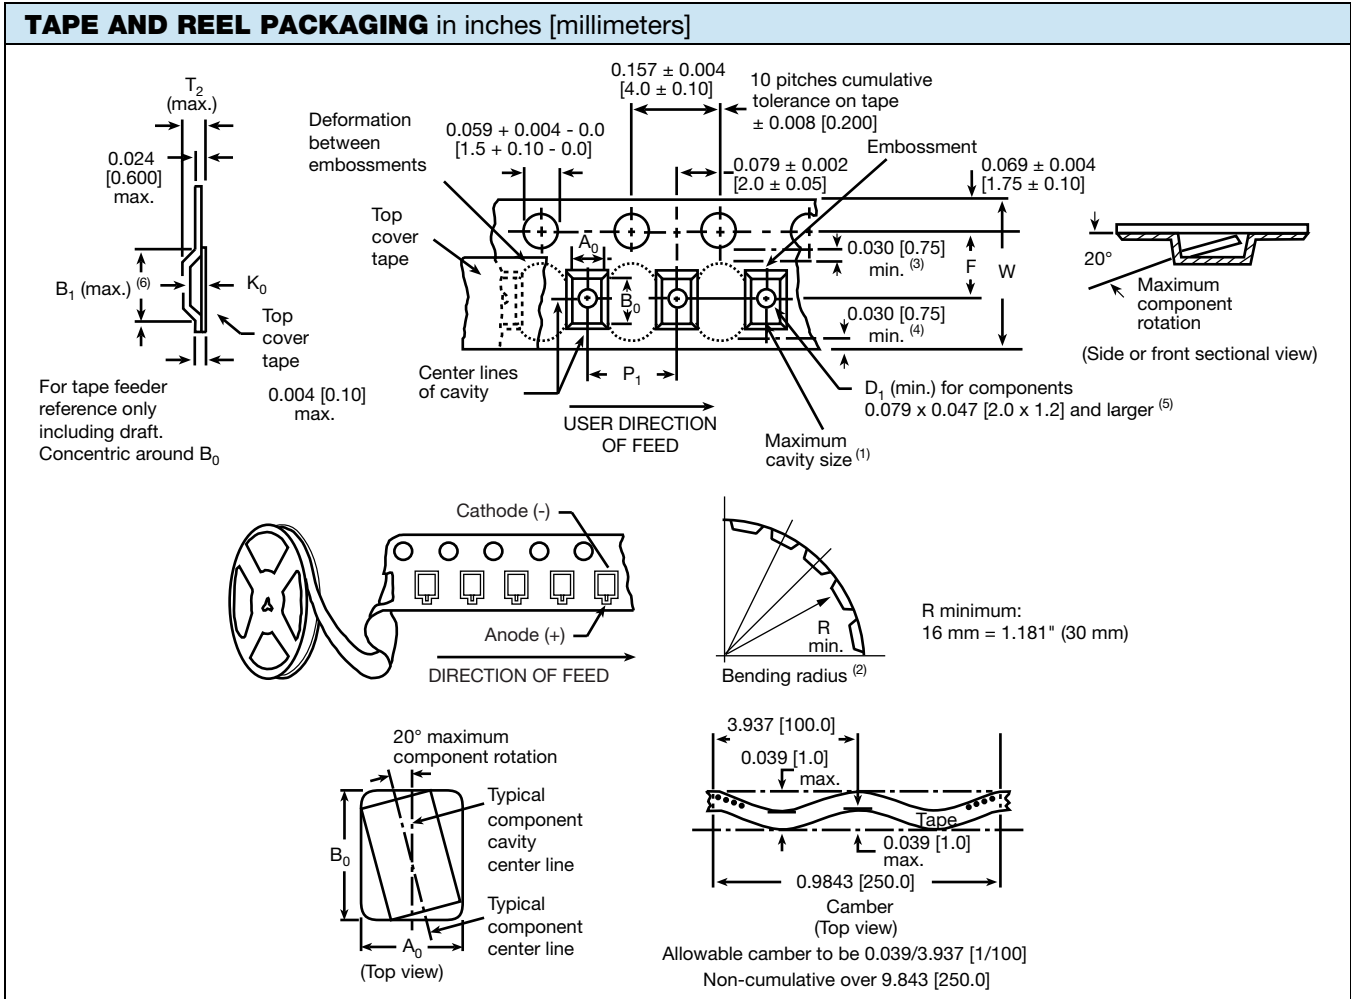 TAPE AND REEL PACKAGING in inches [millimeters]
T2
(max.)
0.024
[0.600]
max.
B1 (max.) (6)
K0
Top
cover
tape
For tape feeder
reference only
including draft.
Concentric around B0
0.004 [0.10]
max.
Deformation
between
embossments
Top
cover
tape
0.059 + 0.004 - 0.0
[1.5 + 0.10 - 0.0]
0.157 ± 0.004
[4.0 ± 0.10]
10 pitches cumulative
tolerance on tape
± 0.008 [0.200]
0.079 ± 0.002
[2.0 ± 0.05]
Embossment
0.069 ± 0.004
[1.75 ± 0.10]
A0
B0
0.030 [0.75]
min. (3)
F
W
0.030 [0.75]
min. (4)
Center lines
of cavity
P1
USER DIRECTION
OF FEED
D1 (min.) for components
0.079 x 0.047 [2.0 x 1.2] and larger (5)
Maximum
cavity size (1)
20°
Maximum
component
rotation
(Side or front sectional view)
Cathode (-)
Anode (+)
DIRECTION OF FEED
R
min.
Bending radius (2)
R minimum:
16 mm = 1.181" (30 mm)
20° maximum
component rotation
Typical
component
cavity
center line
B0
Typical
component
center line
A0
(Top view)
3.937 [100.0]
0.039 [1.0]
max.
Tape
0.039 [1.0]
max.
0.9843 [250.0]
Camber
(Top view)
Allowable camber to be 0.039/3.937 [1/100]
Non-cumulative over 9.843 [250.0]